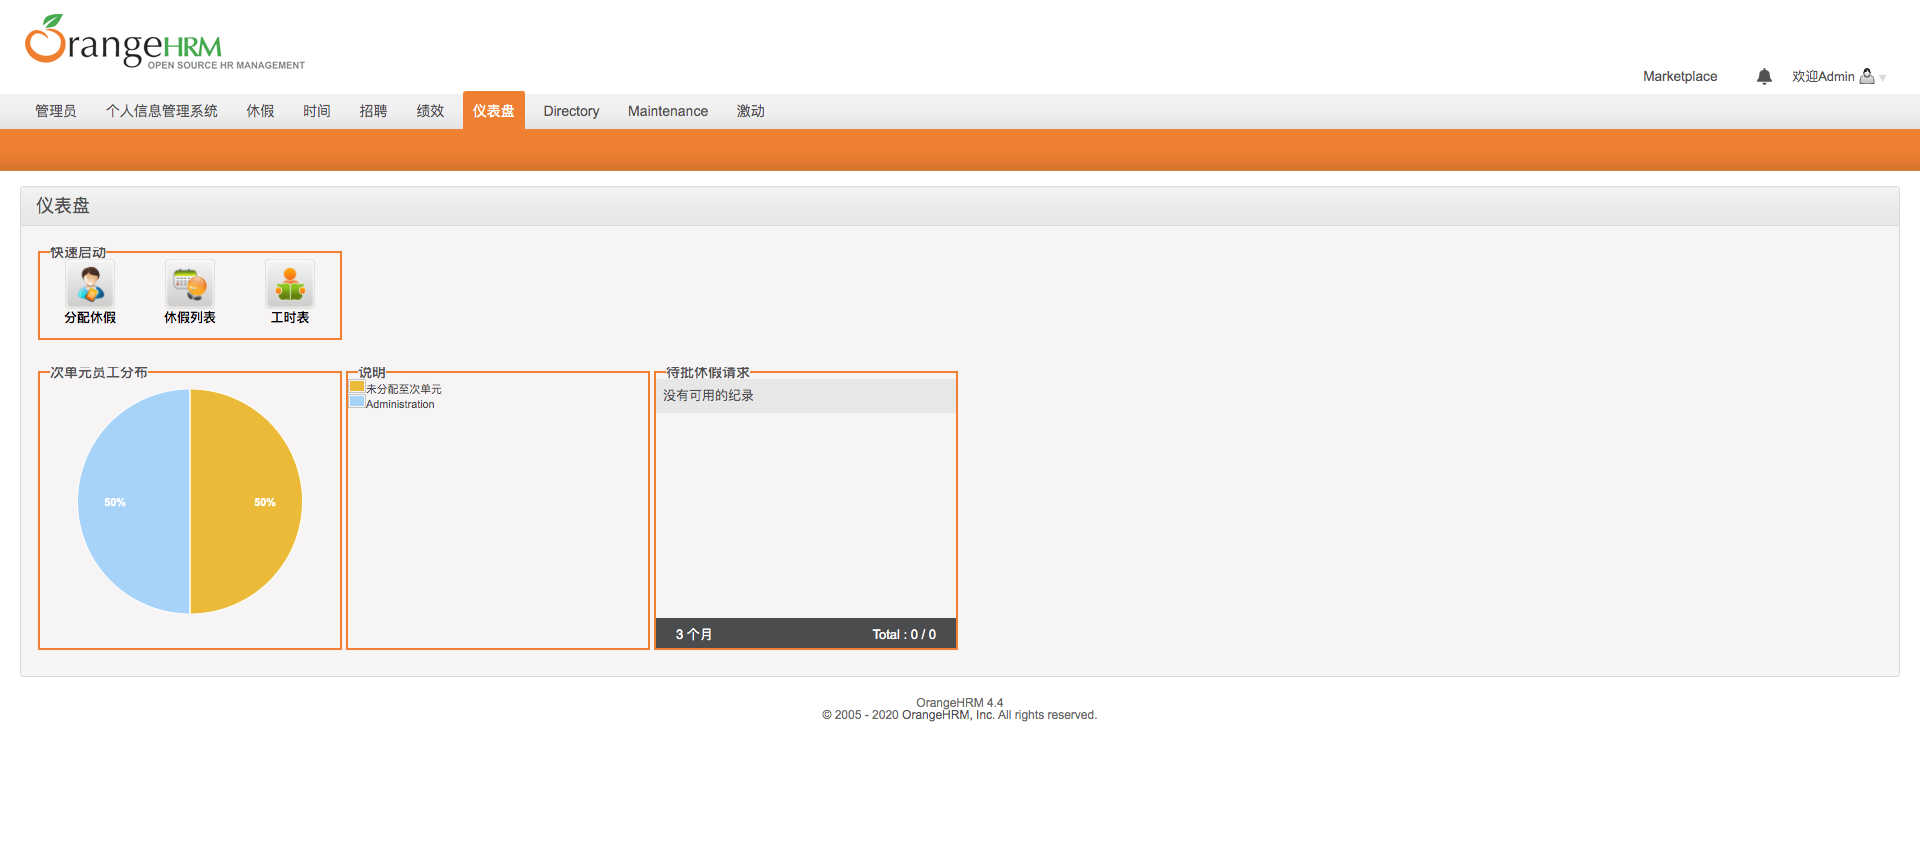 OrangeHRM
OPEN SOURCE HR MANAGEMENT
Marketplace 欢迎Admin
管理员 个人信息管理系统 休假 时间 招聘 绩效 仪表盘 Directory Maintenance 激动
仪表盘
快速启动
分配休假 休假列表 工时表
次单元员工分布
50% 50%
说明
未分配至次单元
Administration
待批休假请求
没有可用的纪录
3 个月 Total : 0 / 0
OrangeHRM 4.4
© 2005 - 2020 OrangeHRM, Inc. All rights reserved.